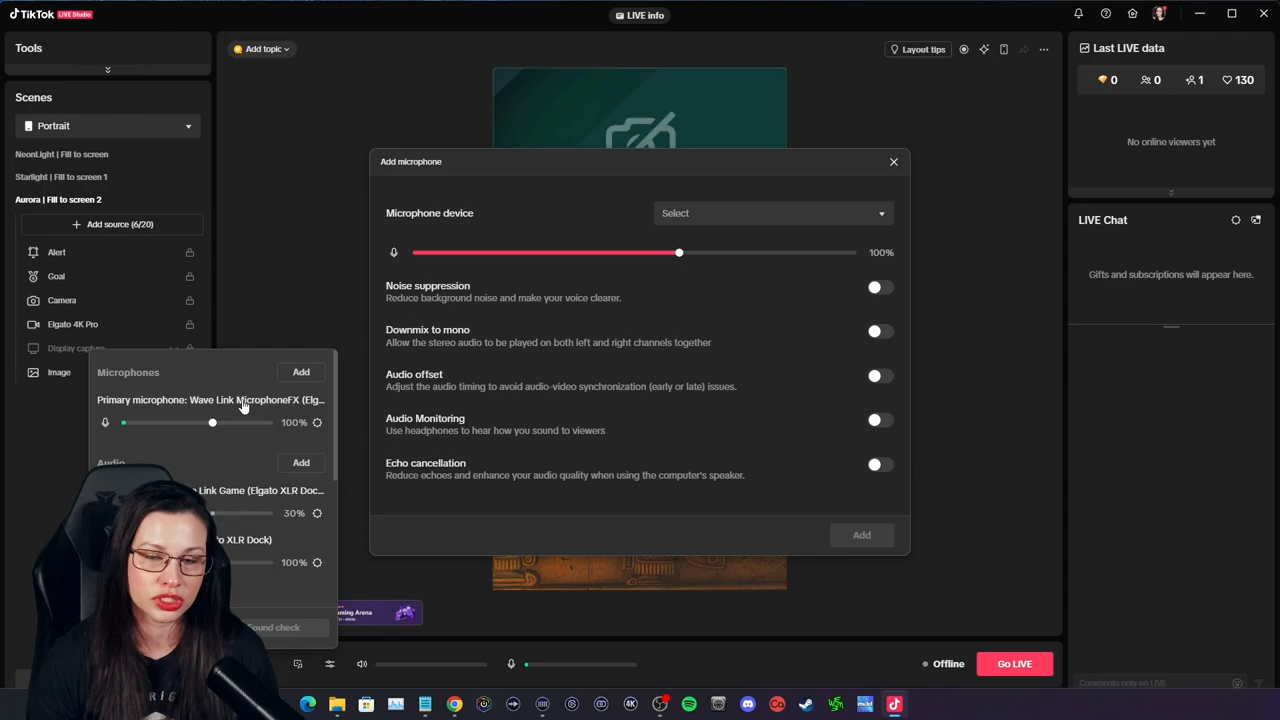 TikTok LIVE Studio
LIVE info
Tools
Add topic
Layout tips
Last LIVE data
0
0
1
130
No online viewers yet
Scenes
Portrait
NeonLight | Fill to screen
Starlight | Fill to screen 1
Aurora | Fill to screen 2
Add source (6/20)
Alert
Goal
Camera
Elgato 4K Pro
Display capture
Image
Microphones
Add
Primary microphone: Wave Link MicrophoneFX (Elg...
100%
Audio
Add
Link Game (Elgato XLR Doc...
30%
XLR Dock)
100%
ound check
Add microphone
Microphone device
Select
100%
Noise suppression
Reduce background noise and make your voice clearer.
Downmix to mono
Allow the stereo audio to be played on both left and right channels together
Audio offset
Adjust the audio timing to avoid audio-video synchronization (early or late) issues.
Audio Monitoring
Use headphones to hear how you sound to viewers
Echo cancellation
Reduce echoes and enhance your audio quality when using the computer's speaker.
Add
LIVE Chat
Gifts and subscriptions will appear here.
Arena
Offline
Go LIVE
Comments only on LIVE
4K